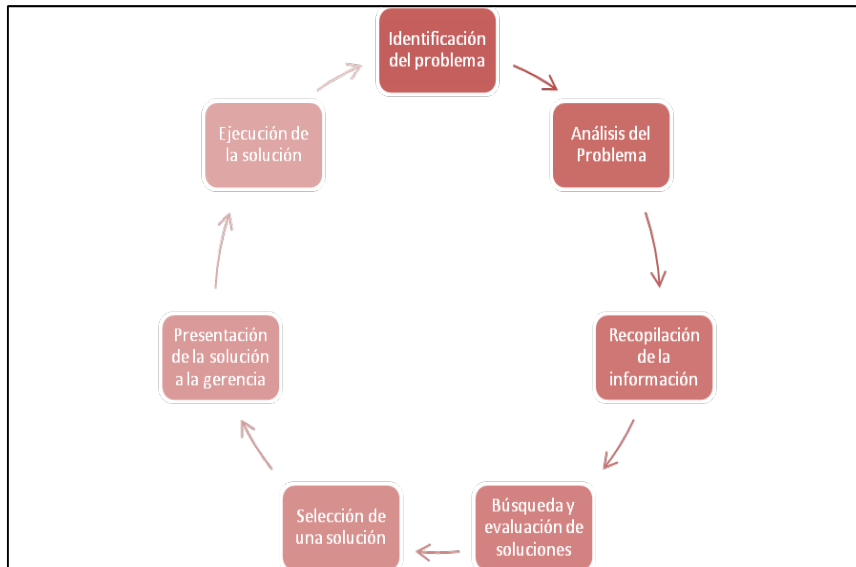 Identificación
del problema
Análisis del
Problema
Recopilación
de la
información
Búsqueda y
evaluación de
soluciones
Selección de
una solución
Presentación
de la solución
a la gerencia
Ejecución de
la solución